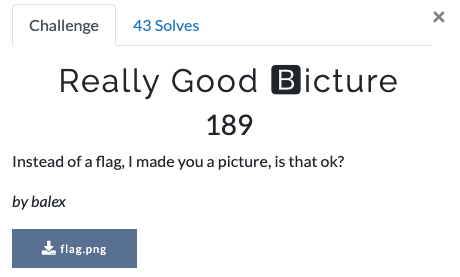 Challenge
43 Solves
×
Really Good 🅱icture
189
Instead of a flag, I made you a picture, is that ok?
by balex
flag.png